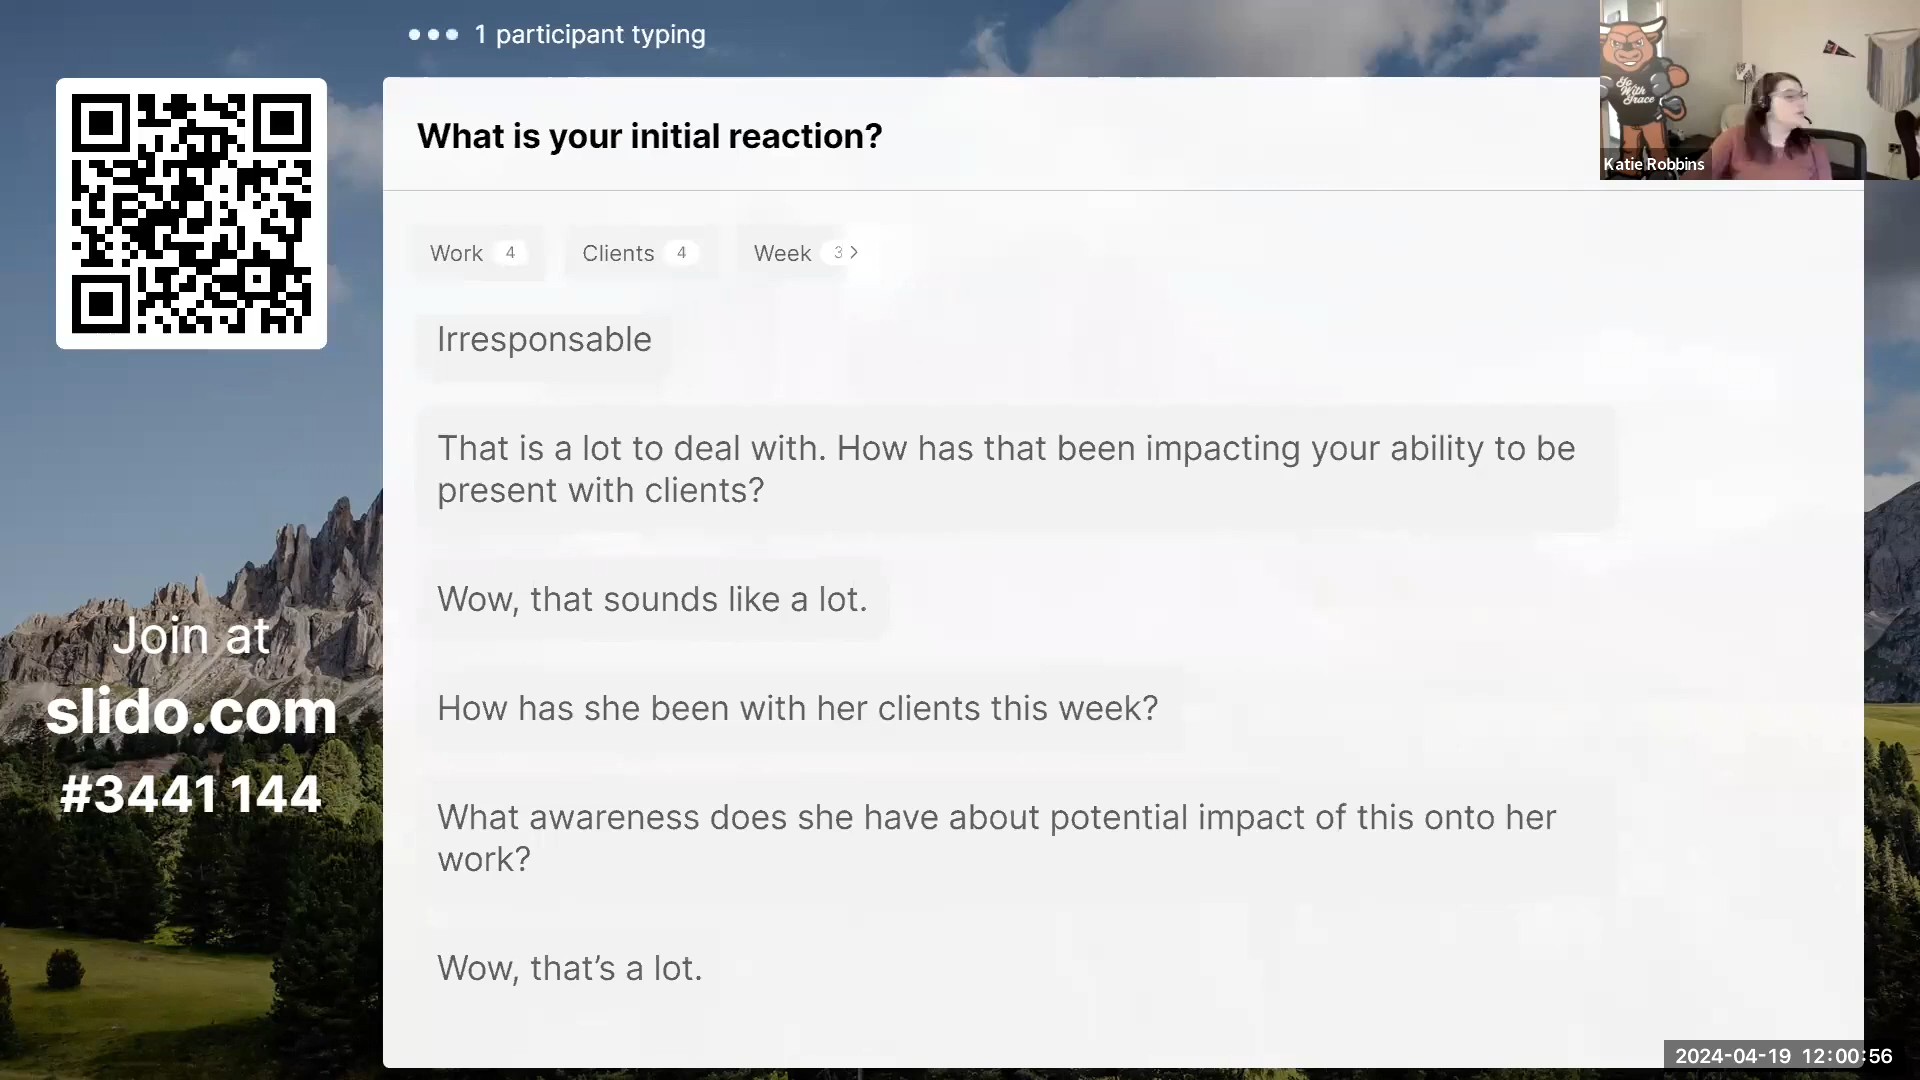 1 participant typing
What is your initial reaction?
Work 4
Clients 4
Week 3
Irresponsable
That is a lot to deal with. How has that been impacting your ability to be
present with clients?
Wow, that sounds like a lot.
How has she been with her clients this week?
What awareness does she have about potential impact of this onto her
work?
Wow, that’s a lot.
Join at
slido.com
#3441 144
Go
With
Grace
Katie Robbins
2024-04-19 12:00:56